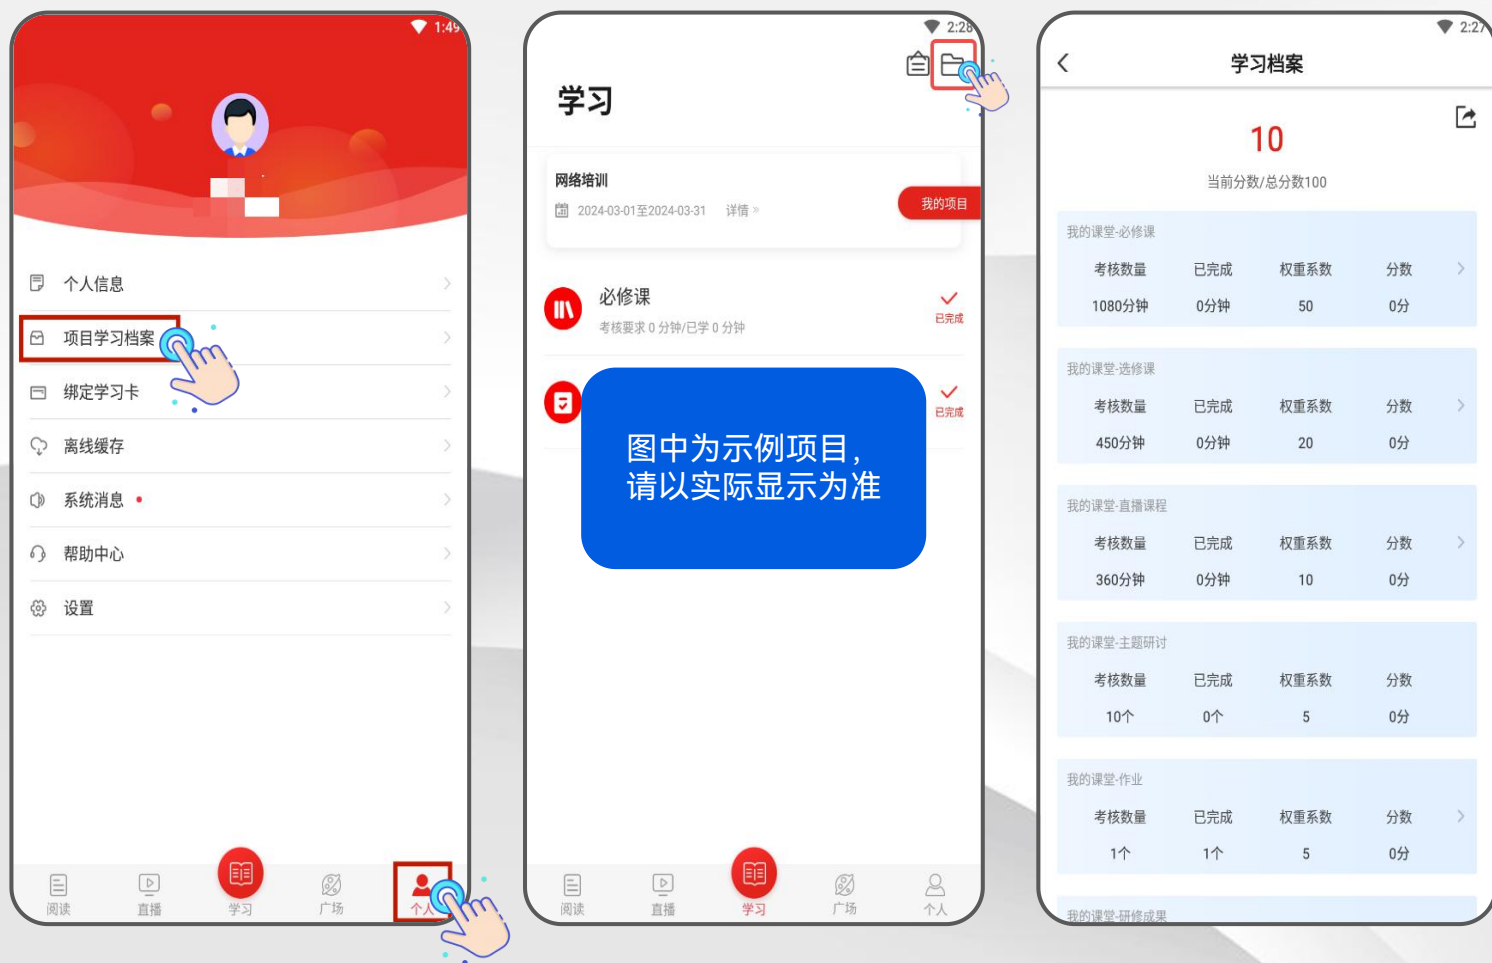 1:49
个人信息
项目学习档案
绑定学习卡
离线缓存
系统消息
帮助中心
设置
阅读
直播
学习
广场
个人
2:28
学习
网络培训
2024-03-01至2024-03-31 详情 »
我的项目
必修课
考核要求 0 分钟/已学 0 分钟
已完成
已完成
图中为示例项目，
请以实际显示为准
阅读
直播
学习
广场
个人
2:27
学习档案
10
当前分数/总分数100
我的课堂-必修课
考核数量 已完成 权重系数 分数
1080分钟 0分钟 50 0分
我的课堂-选修课
考核数量 已完成 权重系数 分数
450分钟 0分钟 20 0分
我的课堂-直播课程
考核数量 已完成 权重系数 分数
360分钟 0分钟 10 0分
我的课堂-主题研讨
考核数量 已完成 权重系数 分数
10个 0个 5 0分
我的课堂-作业
考核数量 已完成 权重系数 分数
1个 1个 5 0分
我的课堂-研修成果